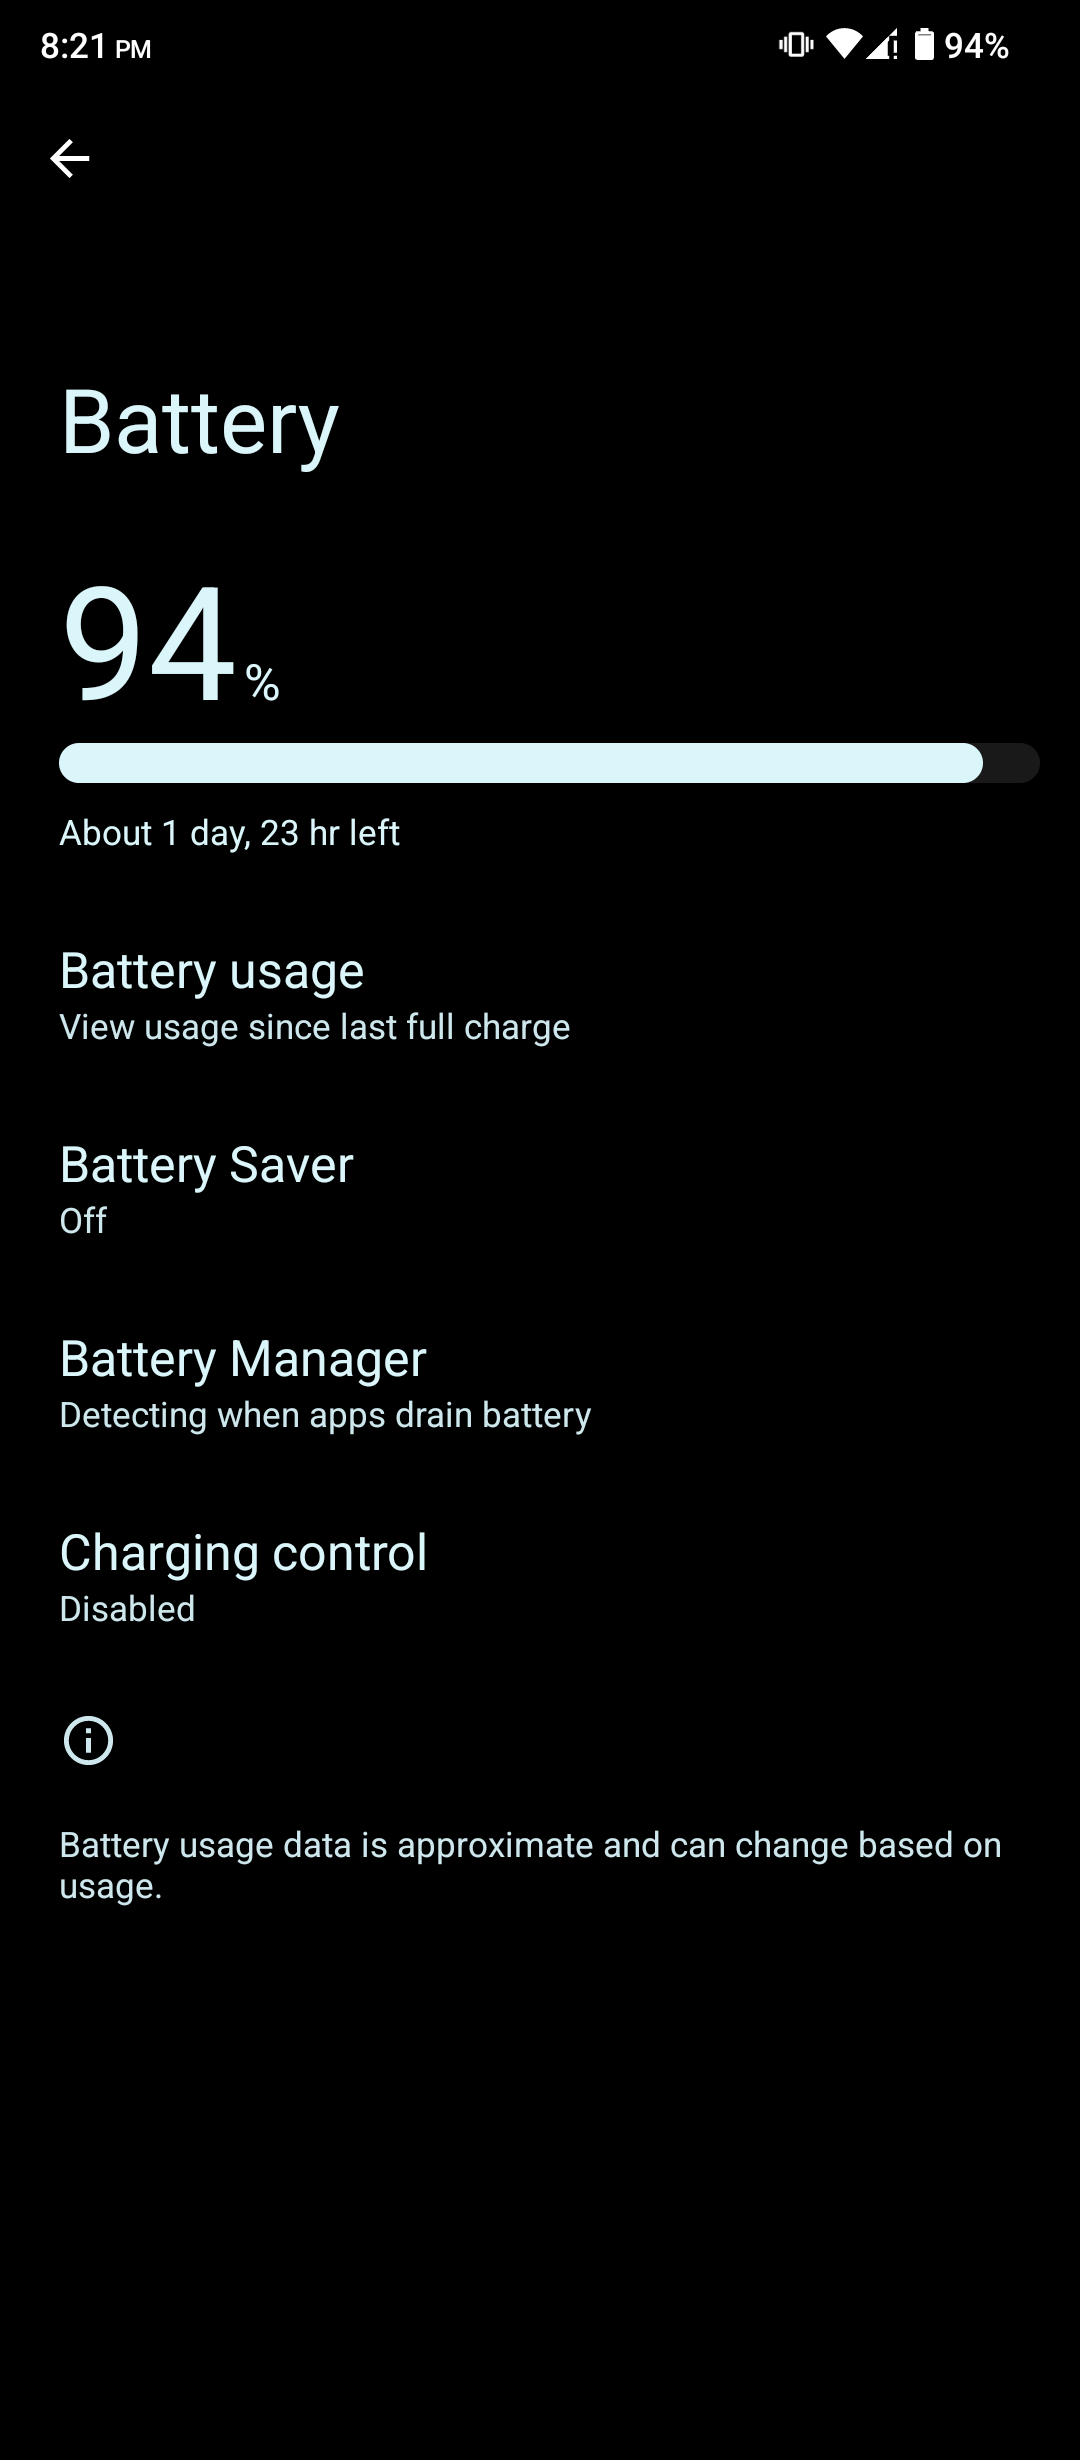 8:21 PM 94%
Battery
94 %
About 1 day, 23 hr left
Battery usage
View usage since last full charge
Battery Saver
Off
Battery Manager
Detecting when apps drain battery
Charging control
Disabled
Battery usage data is approximate and can change based on
usage.